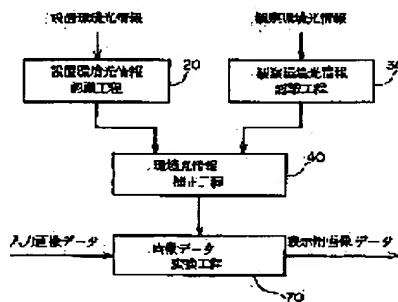 設置環境光情報
観察環境光情報
設置環境光情報
認識工程
20
観察環境光情報
認識工程
30
環境光情報
補正工程
40
入力画像データ
画像データ
変換工程
表示用画像データ
70